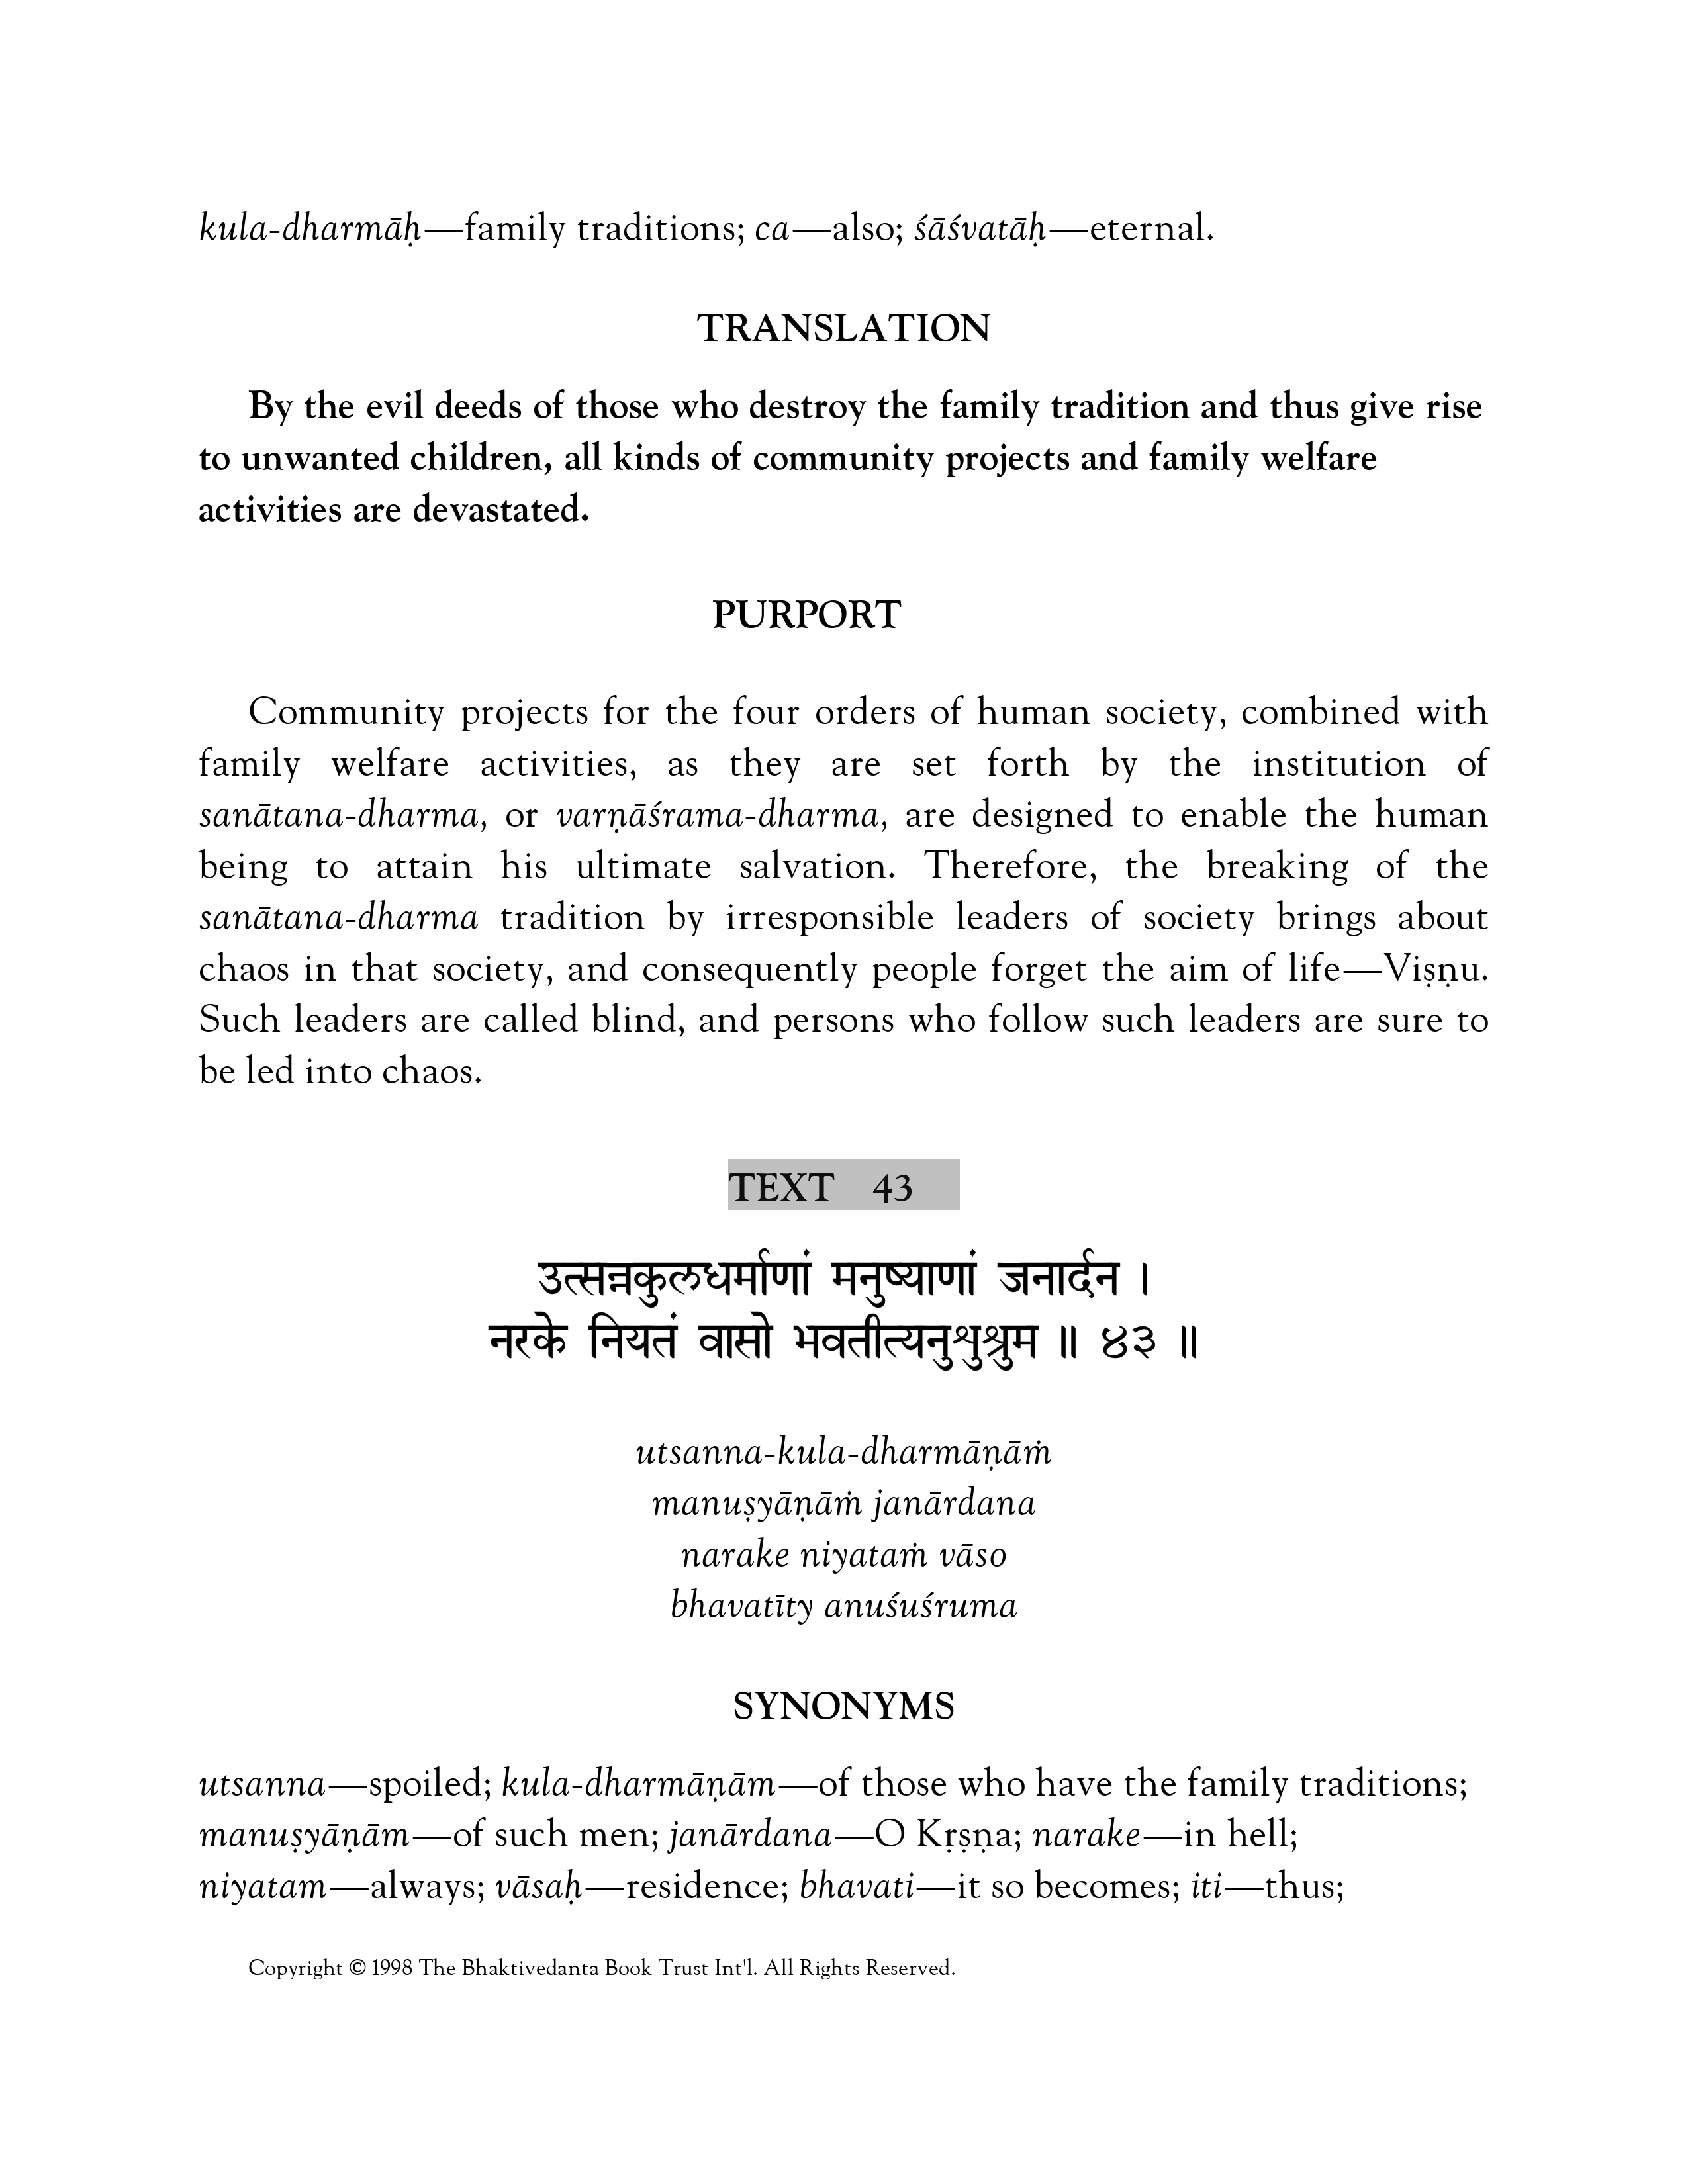 kula-dharmāḥ—family traditions; ca—also; śāśvatāḥ—eternal.
TRANSLATION
By the evil deeds of those who destroy the family tradition and thus give rise
to unwanted children, all kinds of community projects and family welfare
activities are devastated.
PURPORT
Community projects for the four orders of human society, combined with
family welfare activities, as they are set forth by the institution of
sanātana-dharma, or varṇāśrama-dharma, are designed to enable the human
being to attain his ultimate salvation. Therefore, the breaking of the
sanātana-dharma tradition by irresponsible leaders of society brings about
chaos in that society, and consequently people forget the aim of life—Viṣṇu.
Such leaders are called blind, and persons who follow such leaders are sure to
be led into chaos.
TEXT 43
उत्सन्नकुलधर्माणां मनुष्याणां जनार्दन ।
नरके नियतं वासो भवतीत्यनुशुश्रुम ॥ ४३ ॥
utsanna-kula-dharmāṇāṁ
manuṣyāṇāṁ janārdana
narake niyataṁ vāso
bhavatīty anuśuśruma
SYNONYMS
utsanna—spoiled; kula-dharmāṇām—of those who have the family traditions;
manuṣyāṇām—of such men; janārdana—O Kṛṣṇa; narake—in hell;
niyatam—always; vāsaḥ—residence; bhavati—it so becomes; iti—thus;
Copyright © 1998 The Bhaktivedanta Book Trust Int'l. All Rights Reserved.